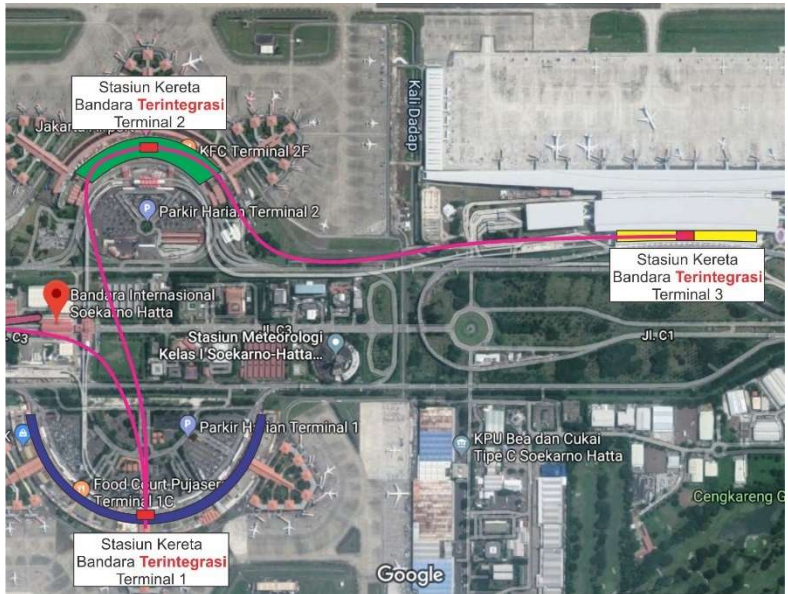 Stasiun Kereta
Bandara Terintegrasi
Terminal 2
KFC Terminal 2F
Kali Dadap
P
Parkir Harian Terminal 2
Stasiun Kereta
Bandara Terintegrasi
Terminal 3
Bandara Internasional
Soekarno Hatta
C3
Jl. C3
Jl. C1
Stasiun Meteorologi
Kelas I Soekarno-Hatta...
P
Parkir Harian Terminal 1
KPU Bea dan Cukai
Tipe C Soekarno Hatta
Food Court Pujaser
Terminal 1C
Cengkareng G
Stasiun Kereta
Bandara Terintegrasi
Terminal 1
Google